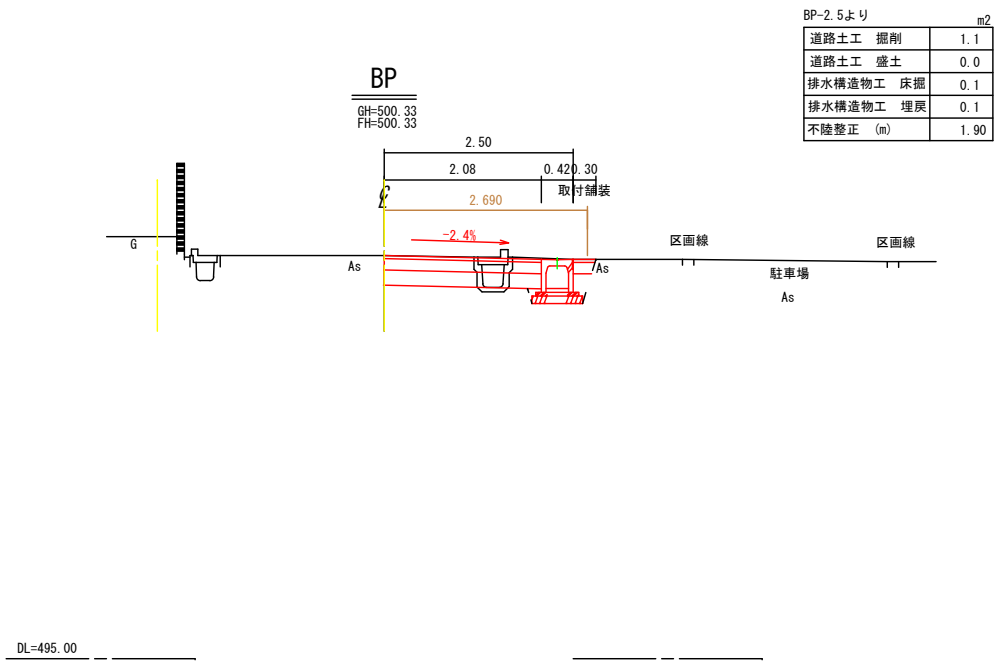 BP-2.5より
m2
道路土工 掘削 1.1
道路土工 盛土 0.0
排水構造物工 床掘 0.1
排水構造物工 埋戻 0.1
不陸整正 (m) 1.90
BP
GH=500.33
FH=500.33
2.50
2.08 0.42 0.30
取付舗装
2.690
-2.4%
G
As
As
区画線
区画線
駐車場
As
DL=495.00